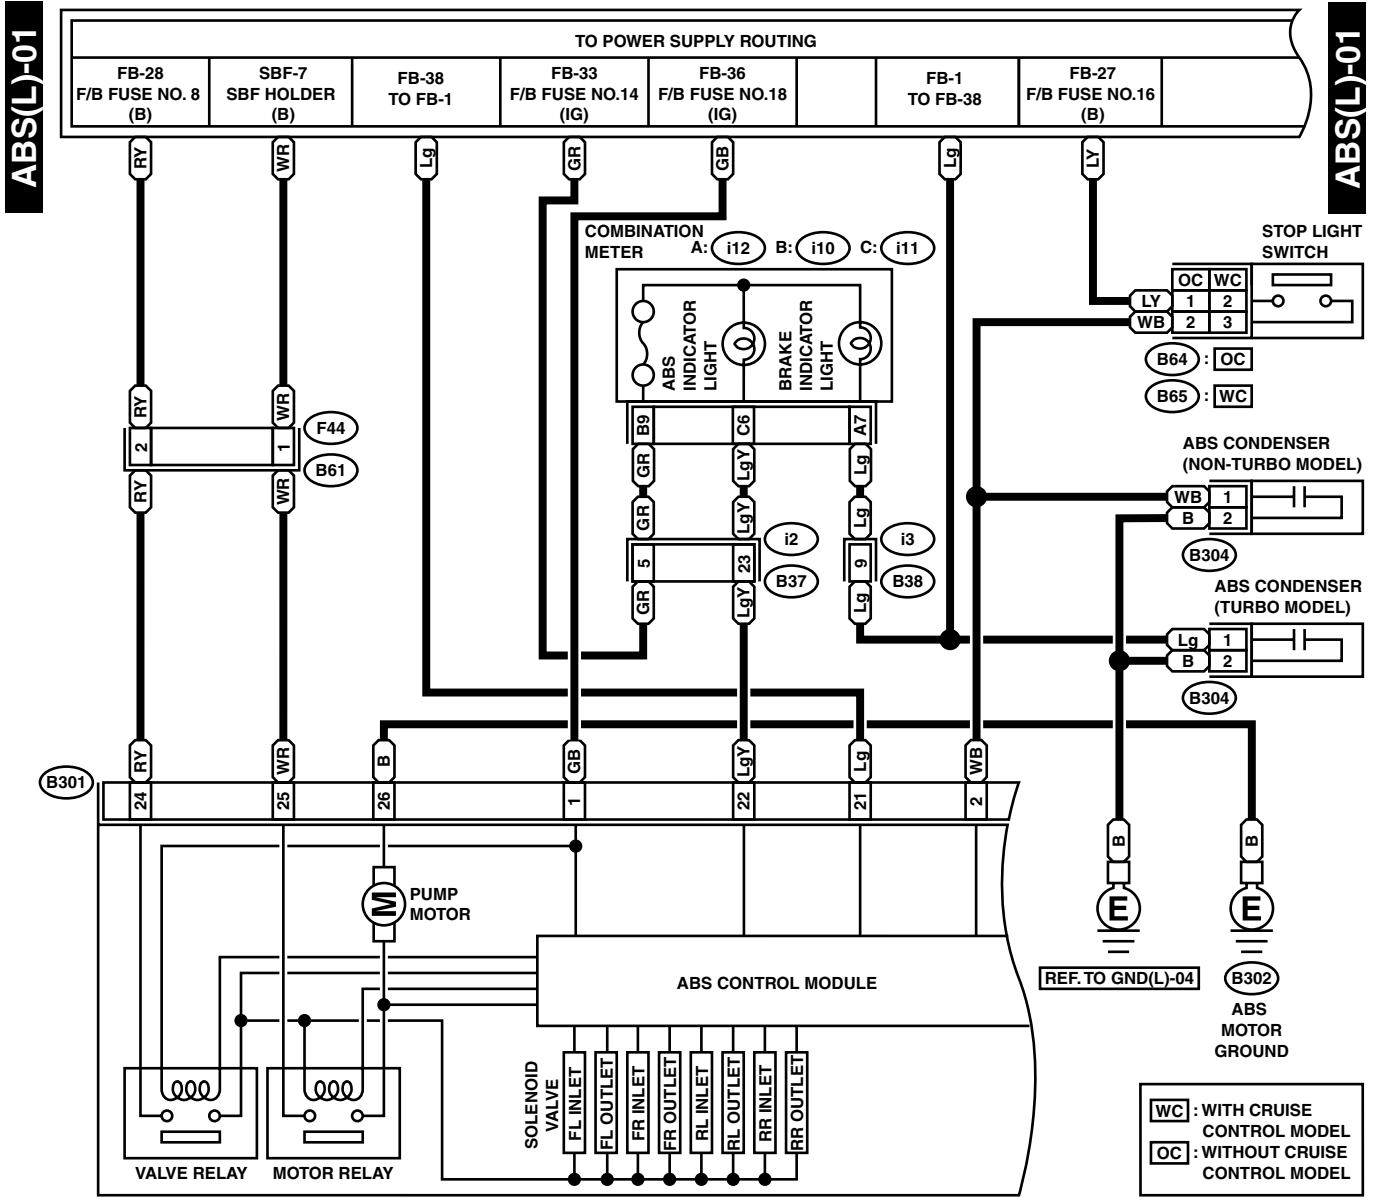 ABS(L)-01
ABS(L)-01
TO POWER SUPPLY ROUTING
FB-28
F/B FUSE NO. 8
(B)
SBF-7
SBF HOLDER
(B)
FB-38
TO FB-1
FB-33
F/B FUSE NO.14
(IG)
FB-36
F/B FUSE NO.18
(IG)
FB-1
TO FB-38
FB-27
F/B FUSE NO.16
(B)
RY
WR
Lg
GR
GB
Lg
LY
COMBINATION
METER
A: i12 B: i10 C: i11
STOP LIGHT
SWITCH
OC WC
LY 1 2
WB 2 3
B64 : OC
B65 : WC
ABS
INDICATOR
LIGHT
BRAKE
INDICATOR
LIGHT
RY
WR
F44
2
1
B61
RY
WR
B9
C6
A7
GR
LgY
Lg
GR
LgY
Lg
i2
i3
5
23
9
B37
B38
GR
LgY
Lg
ABS CONDENSER
(NON-TURBO MODEL)
WB 1
B 2
B304
ABS CONDENSER
(TURBO MODEL)
Lg 1
B 2
B304
RY
WR
B
GB
LgY
Lg
WB
B301
24
25
26
1
22
21
2
B
B
M
PUMP
MOTOR
E
E
REF. TO GND(L)-04
B302
ABS
MOTOR
GROUND
ABS CONTROL MODULE
SOLENOID
VALVE
FL INLET
FL OUTLET
FR INLET
FR OUTLET
RL INLET
RL OUTLET
RR INLET
RR OUTLET
VALVE RELAY
MOTOR RELAY
WC : WITH CRUISE
CONTROL MODEL
OC : WITHOUT CRUISE
CONTROL MODEL